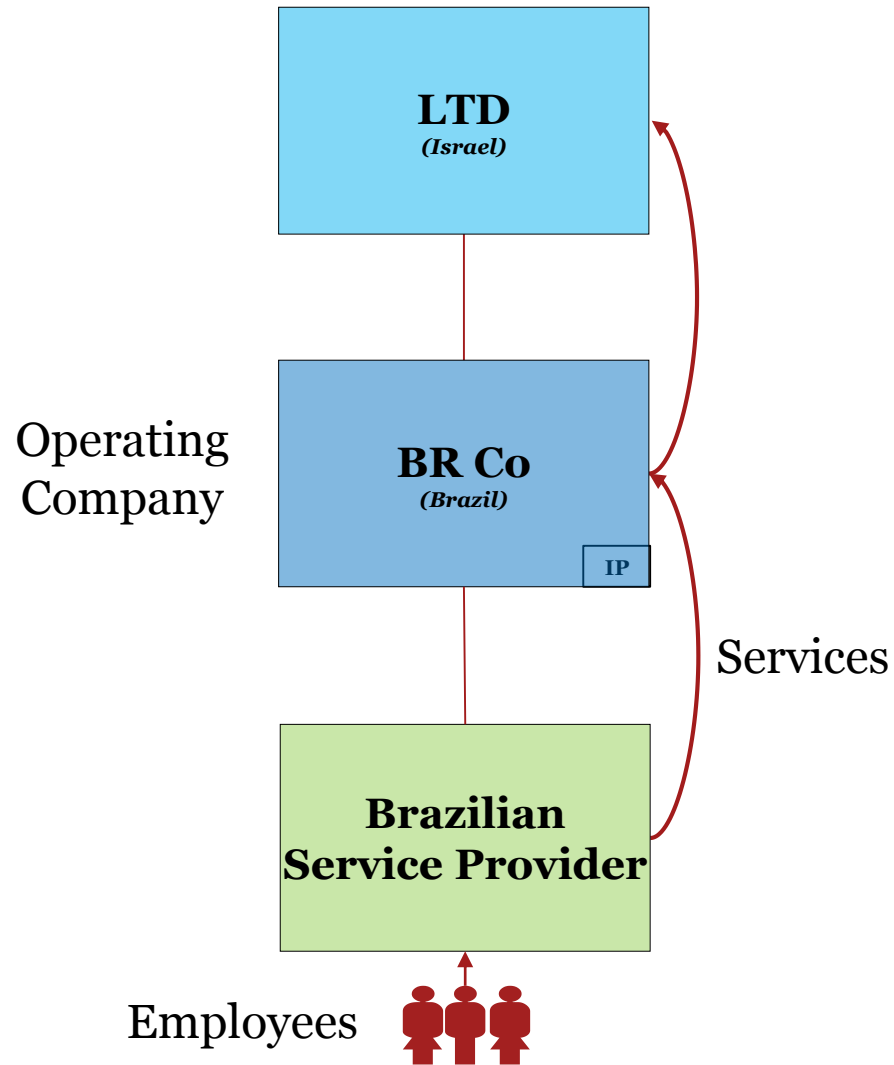 LTD
(Israel)
Operating
Company
BR Co
(Brazil)
IP
Services
Brazilian
Service Provider
Employees